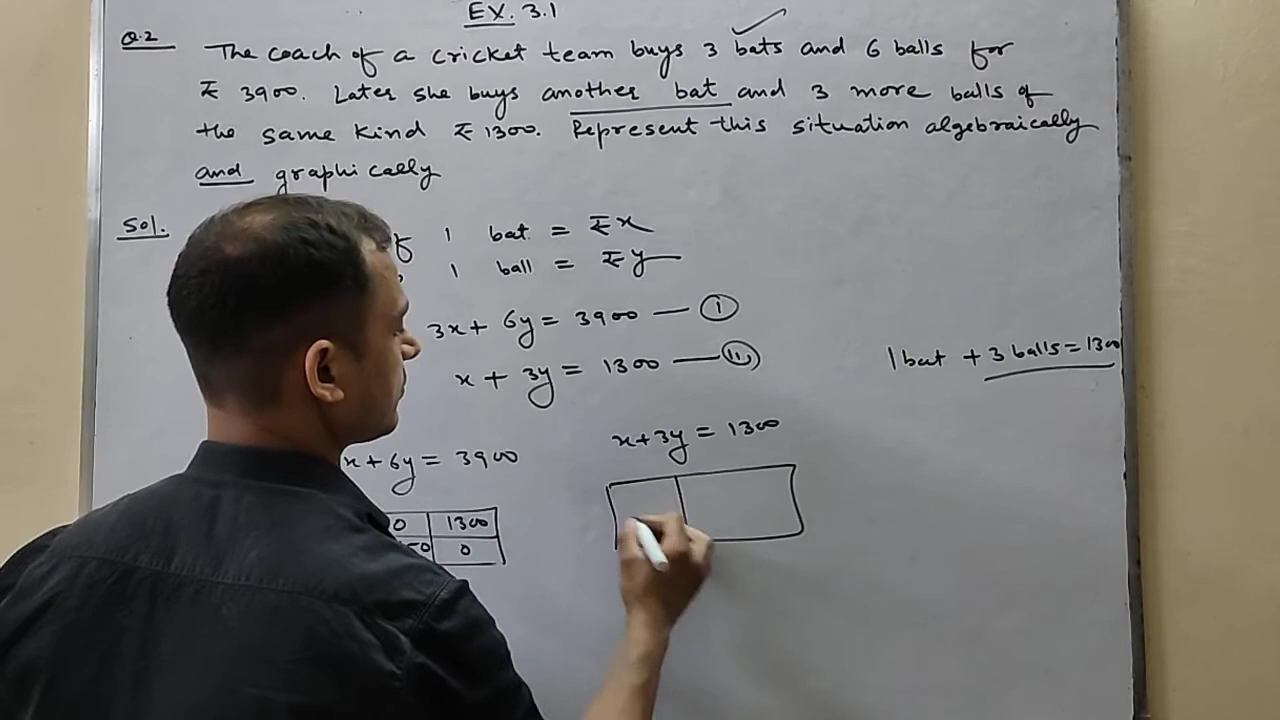 EX. 3.1
Q.2 The coach of a cricket team buys 3 bats and 6 balls for
₹ 3900. Later she buys another bat and 3 more balls of
the same kind ₹ 1300. Represent this situation algebraically
and graphically
Sol. 1 bat = ₹ x
1 ball = ₹ y
3x + 6y = 3900 — (i)
x + 3y = 1300 — (ii)
1 bat + 3 balls = 1300
x + 6y = 3900
x + 3y = 1300
0 1300
50 0